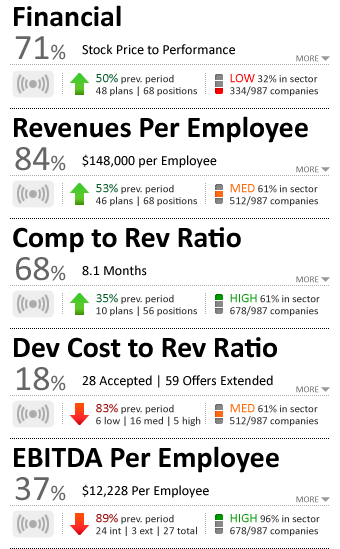 Financial
71% Stock Price to Performance
MORE
50% prev. period LOW 32% in sector
48 plans | 68 positions 334/987 companies
Revenues Per Employee
84% $148,000 per Employee
MORE
53% prev. period MED 61% in sector
46 plans | 68 positions 512/987 companies
Comp to Rev Ratio
68% 8.1 Months
MORE
35% prev. period HIGH 61% in sector
10 plans | 56 positions 678/987 companies
Dev Cost to Rev Ratio
18% 28 Accepted | 59 Offers Extended
MORE
83% prev. period MED 61% in sector
6 low | 16 med | 5 high 512/987 companies
EBITDA Per Employee
37% $12,228 Per Employee
MORE
89% prev. period HIGH 96% in sector
24 int | 3 ext | 27 total 678/987 companies